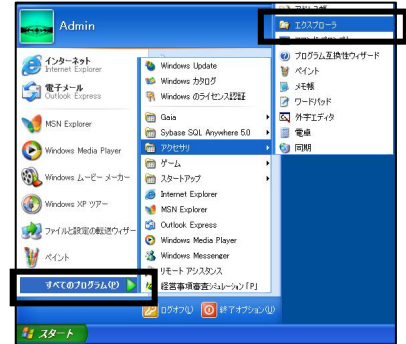 Admin
インターネット
Internet Explorer
電子メール
Outlook Express
MSN Explorer
Windows Media Player
Windows ムービー メーカー
Windows XP ツアー
ファイルと設定の転送ウィザー
ペイント
すべてのプログラム(P)
Windows Update
Windows カタログ
Windows のライセンス認証
Gaia
Sybase SQL Anywhere 5.0
アクセサリ
ゲーム
スタートアップ
Internet Explorer
MSN Explorer
Outlook Express
Windows Media Player
Windows Messenger
リモート アシスタンス
経営事項審査シミュレーション「P」
エクスプローラ
プログラム互換性ウィザード
ペイント
メモ帳
ワードパッド
外字エディタ
電卓
同期
ログオフ(L)
終了オプション(U)
スタート